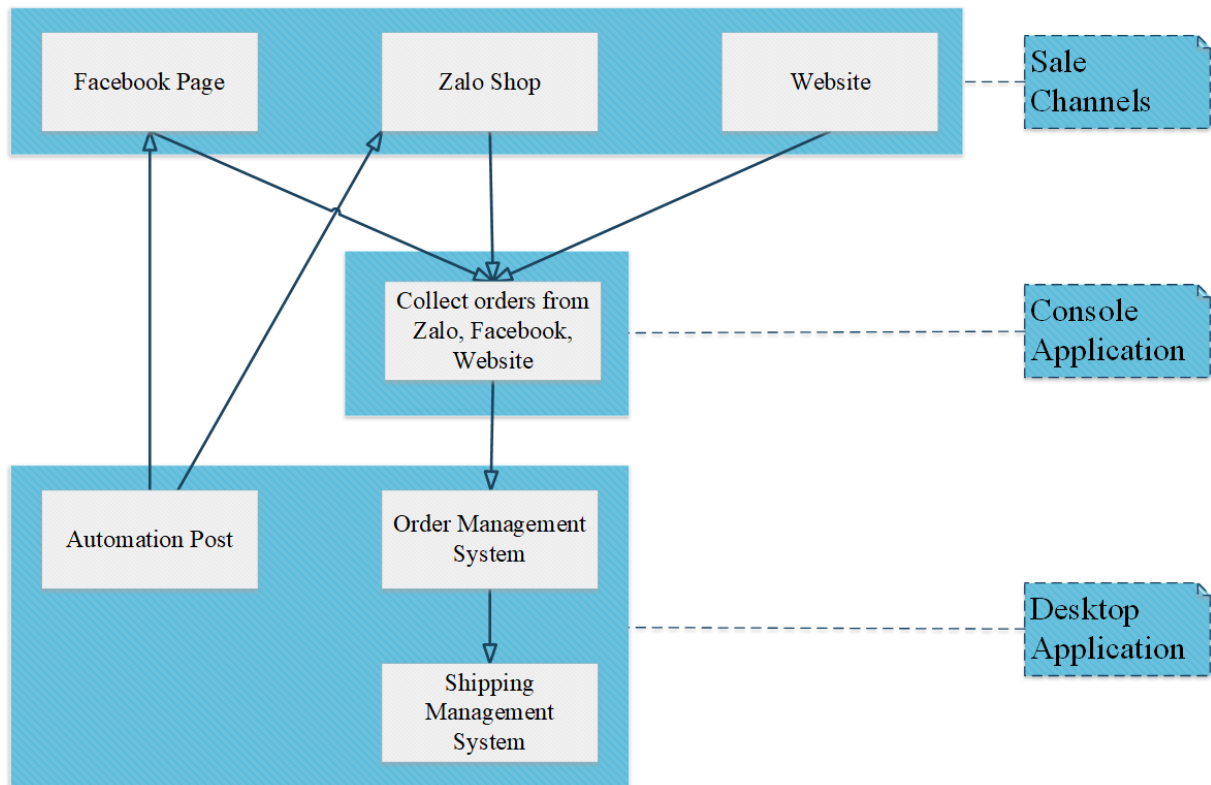 Facebook Page
Zalo Shop
Website
Sale
Channels
Collect orders from
Zalo, Facebook,
Website
Console
Application
Automation Post
Order Management
System
Desktop
Application
Shipping
Management
System